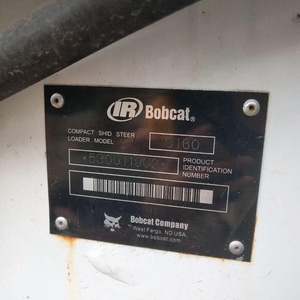 IR Bobcat®
COMPACT SKID STEER
LOADER MODEL
S160
PRODUCT
IDENTIFICATION
NUMBER
Bobcat Company
West Fargo, ND USA
www.bobcat.com